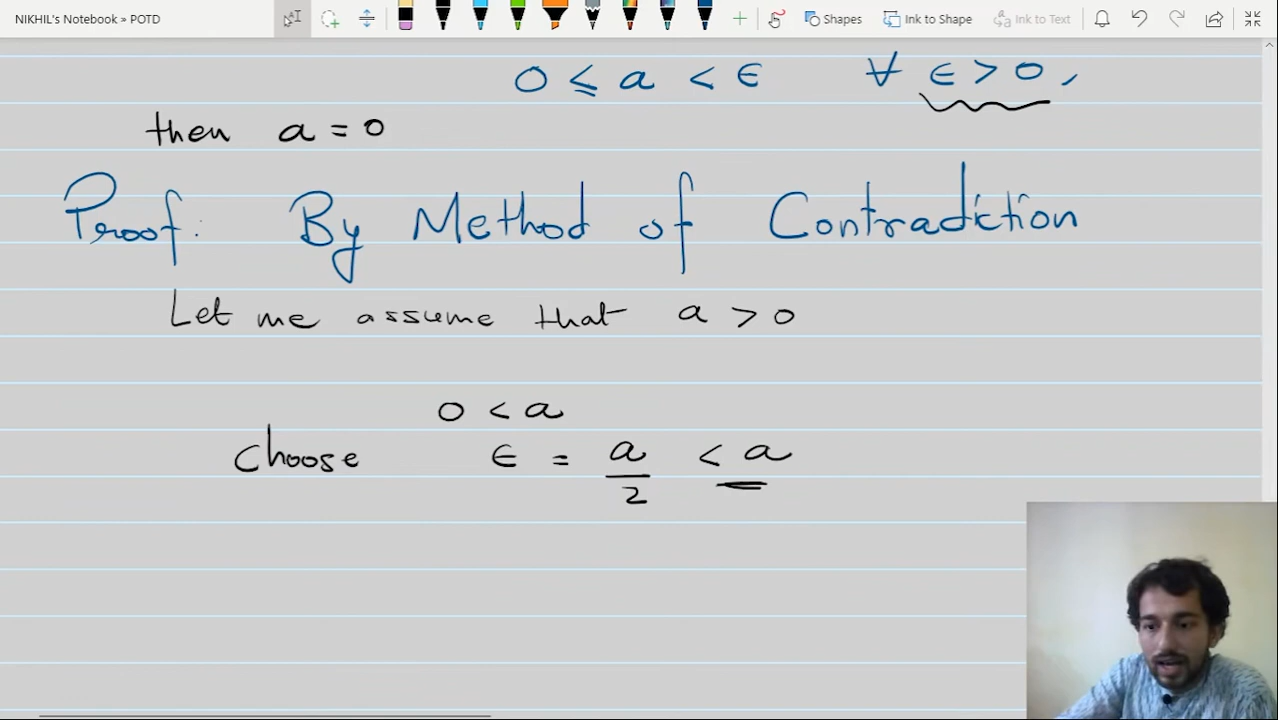 NIKHIL's Notebook » POTD
Shapes
Ink to Shape
Ink to Text
0 ≤ a < ϵ ∀ ϵ > 0,
then a = 0
Proof: By Method of Contradiction
Let me assume that a > 0
0 < a
choose ϵ = a/2 < a